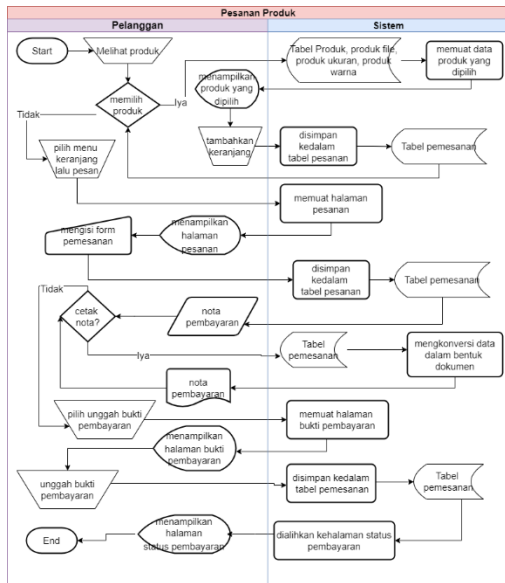 Pesanan Produk
Pelanggan
Sistem
Start
Melihat produk
Tabel Produk, produk file,
produk ukuran, produk
warna
memuat data
produk yang
dipilih
memilih
produk
Iya
menampilkan
produk yang
dipilih
Tidak
pilih menu
keranjang
lalu pesan
tambahkan
keranjang
disimpan
kedalam
tabel pesanan
Tabel pemesanan
memuat halaman
pesanan
mengisi form
pemesanan
menampilkan
halaman
pesanan
disimpan
kedalam
tabel pesanan
Tabel pemesanan
Tidak
cetak
nota?
nota
pembayaran
Iya
Tabel
pemesanan
mengkonversi data
dalam bentuk
dokumen
nota
pembayaran
pilih unggah bukti
pembayaran
memuat halaman
bukti pembayaran
menampilkan
halaman bukti
pembayaran
unggah bukti
pembayaran
disimpan kedalam
tabel pemesanan
Tabel
pemesanan
End
menampilkan
halaman
status pembayaran
dialihkan kehalaman status
pembayaran